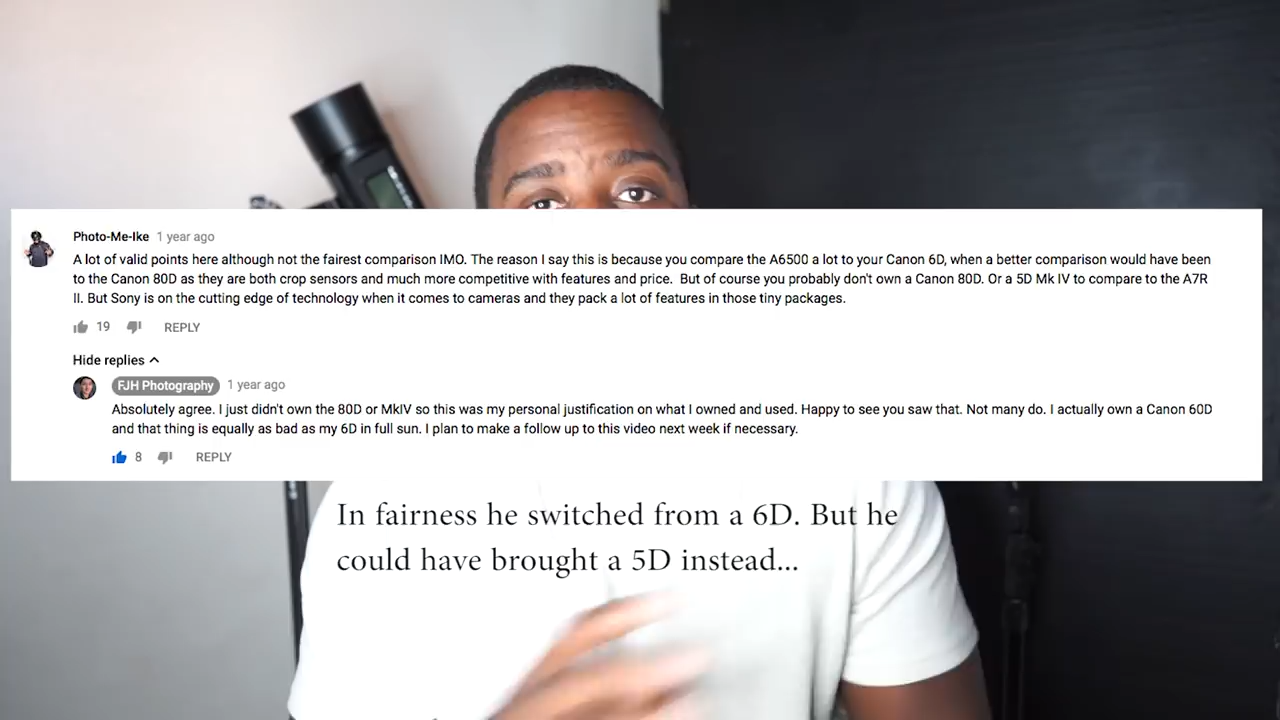 Photo-Me-Ike 1 year ago
A lot of valid points here although not the fairest comparison IMO. The reason I say this is because you compare the A6500 a lot to your Canon 6D, when a better comparison would have been
to the Canon 80D as they are both crop sensors and much more competitive with features and price. But of course you probably don't own a Canon 80D. Or a 5D Mk IV to compare to the A7R
II. But Sony is on the cutting edge of technology when it comes to cameras and they pack a lot of features in those tiny packages.
19 REPLY
Hide replies
FJH Photography 1 year ago
Absolutely agree. I just didn't own the 80D or MkIV so this was my personal justification on what I owned and used. Happy to see you saw that. Not many do. I actually own a Canon 60D
and that thing is equally as bad as my 6D in full sun. I plan to make a follow up to this video next week if necessary.
8 REPLY
In fairness he switched from a 6D. But he
could have brought a 5D instead...